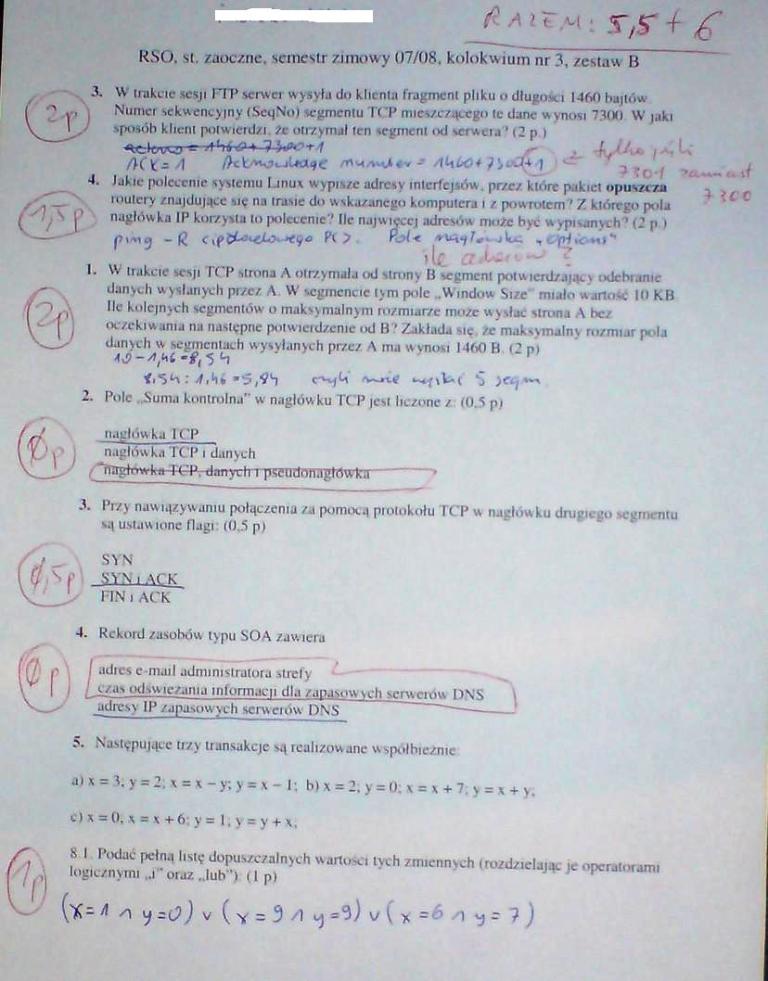 RAZEM: 5,5 + 6
RSO, st. zaoczne, semestr zimowy 07/08, kolokwium nr 3, zestaw B
2p
3. W trakcie sesji FTP serwer wysyła do klienta fragment pliku o długości 1460 bajtów.
Numer sekwencyjny (SeqNo) segmentu TCP mieszczącego te dane wynosi 7300. W jaki
sposób klient potwierdzi, że otrzymał ten segment od serwera? (2 p.)
= 1460+7300+1
ACK=1 Acknowledge number = 1460+7300+1
tylko jeśli
7301 zamiast
7300
1,5p
4. Jakie polecenie systemu Linux wypisze adresy interfejsów, przez które pakiet opuszcza
routery znajdujące się na trasie do wskazanego komputera i z powrotem? Z którego pola
nagłówka IP korzysta to polecenie? Ile najwięcej adresów może być wypisanych? (2 p.)
ping -R <ip docelowego PC>. Pole nagłówka „options"
ile adresów ?
2p
1. W trakcie sesji TCP strona A otrzymała od strony B segment potwierdzający odebranie
danych wysłanych przez A. W segmencie tym pole „Window Size" miało wartość 10 KB
Ile kolejnych segmentów o maksymalnym rozmiarze może wysłać strona A bez
oczekiwania na następne potwierdzenie od B? Zakłada się, że maksymalny rozmiar pola
danych w segmentach wysyłanych przez A ma wynosi 1460 B. (2 p)
10-1,46=8,54
8,54:1,46=5,84 czyli może wysłać 5 segm.
2. Pole „Suma kontrolna" w nagłówku TCP jest liczone z: (0,5 p)
0p
nagłówka TCP
nagłówka TCP i danych
nagłówka TCP, danych i pseudonagłówka
3. Przy nawiązywaniu połączenia za pomocą protokołu TCP w nagłówku drugiego segmentu
są ustawione flagi: (0,5 p)
0,5p
SYN
SYN i ACK
FIN i ACK
4. Rekord zasobów typu SOA zawiera
0p
adres e-mail administratora strefy
czas odświeżania informacji dla zapasowych serwerów DNS
adresy IP zapasowych serwerów DNS
5. Następujące trzy transakcje są realizowane współbieżnie:
a) x = 3; y = 2; x = x – y; y = x – 1; b) x = 2; y = 0; x = x + 7; y = x + y;
c) x = 0; x = x + 6; y = 1; y = y + x;
1p
8.1. Podać pełną listę dopuszczalnych wartości tych zmiennych (rozdzielając je operatorami
logicznymi „i" oraz „lub"): (1 p)
(x=1 ∧ y=0) ∨ (x=9 ∧ y=9) ∨ (x=6 ∧ y=7)